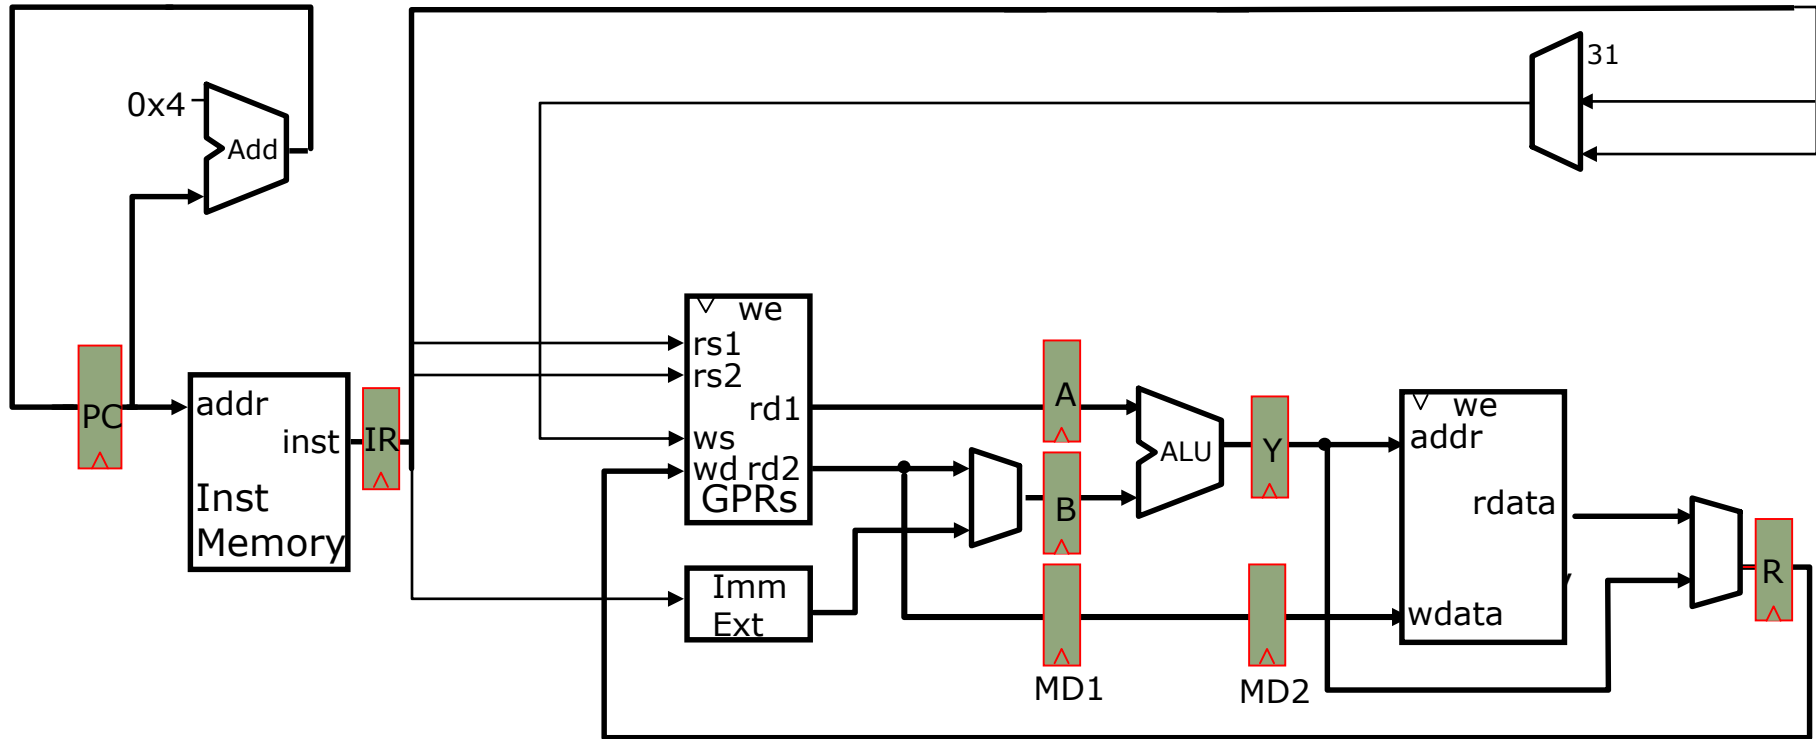 31
0x4
Add
we
rs1
rs2
rd1
ws
wd rd2
GPRs
PC
addr
inst
Inst
Memory
IR
A
B
ALU
Y
we
addr
rdata
wdata
Imm
Ext
MD1
MD2
R